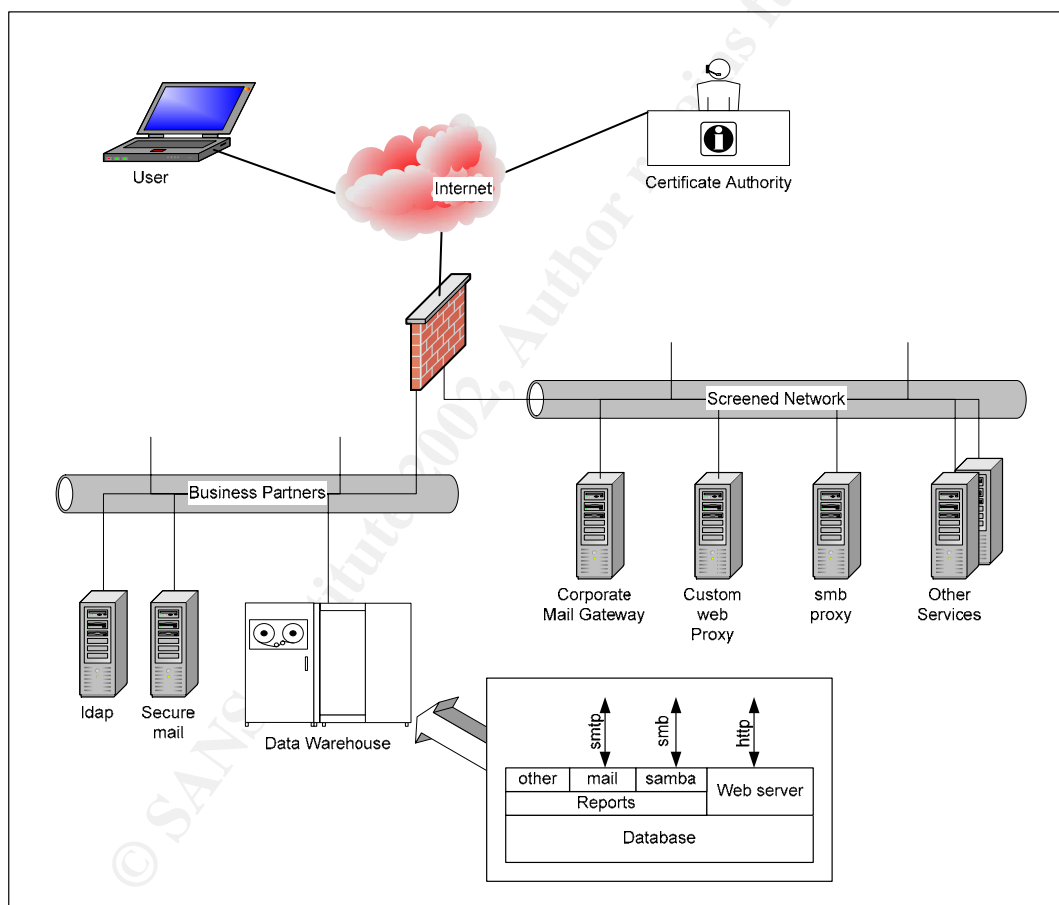 User
Internet
Certificate Authority
Screened Network
Business Partners
Corporate
Mail Gateway
Custom
web
Proxy
smb
proxy
Other
Services
ldap
Secure
mail
Data Warehouse
smtp
smb
http
other
mail
samba
Web server
Reports
Database
© SANS Institute 2002, Author retains fu